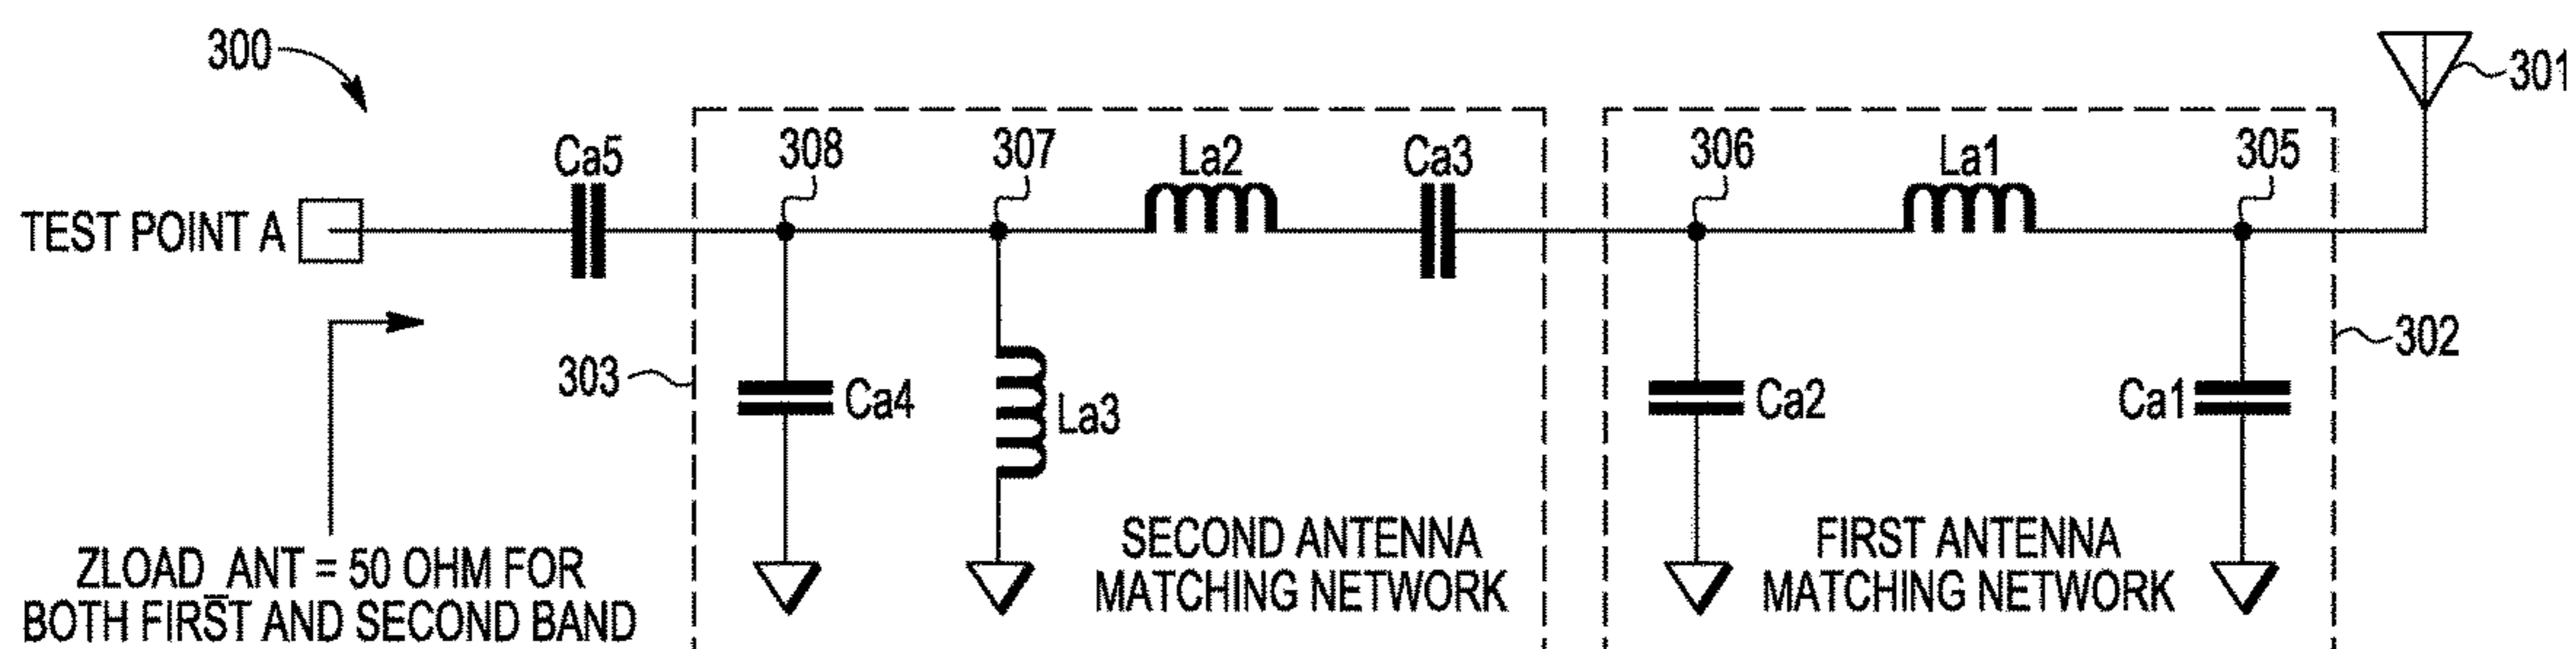 300
301
Ca5
308
307
La2
Ca3
306
La1
305
TEST POINT A
303
302
Ca4
La3
Ca2
Ca1
ZLOAD_ANT = 50 OHM FOR
BOTH FIRST AND SECOND BAND
SECOND ANTENNA
MATCHING NETWORK
FIRST ANTENNA
MATCHING NETWORK